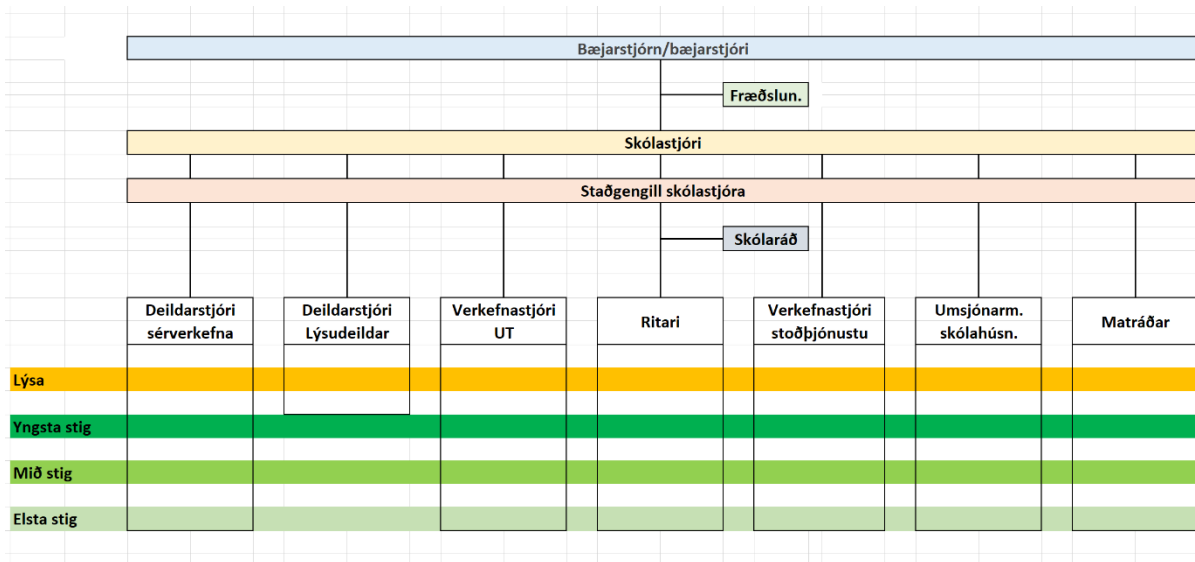 Bæjarstjórn/bæjarstjóri
Fræðslun.
Skólastjóri
Staðgengill skólastjóra
Skólaráð
Deildarstjóri
sérverkefna
Deildarstjóri
Lýsudeildar
Verkefnastjóri
UT
Ritari
Verkefnastjóri
stoðþjónustu
Umsjónarm.
skólahúsn.
Matráðar
Lýsa
Yngsta stig
Mið stig
Elsta stig